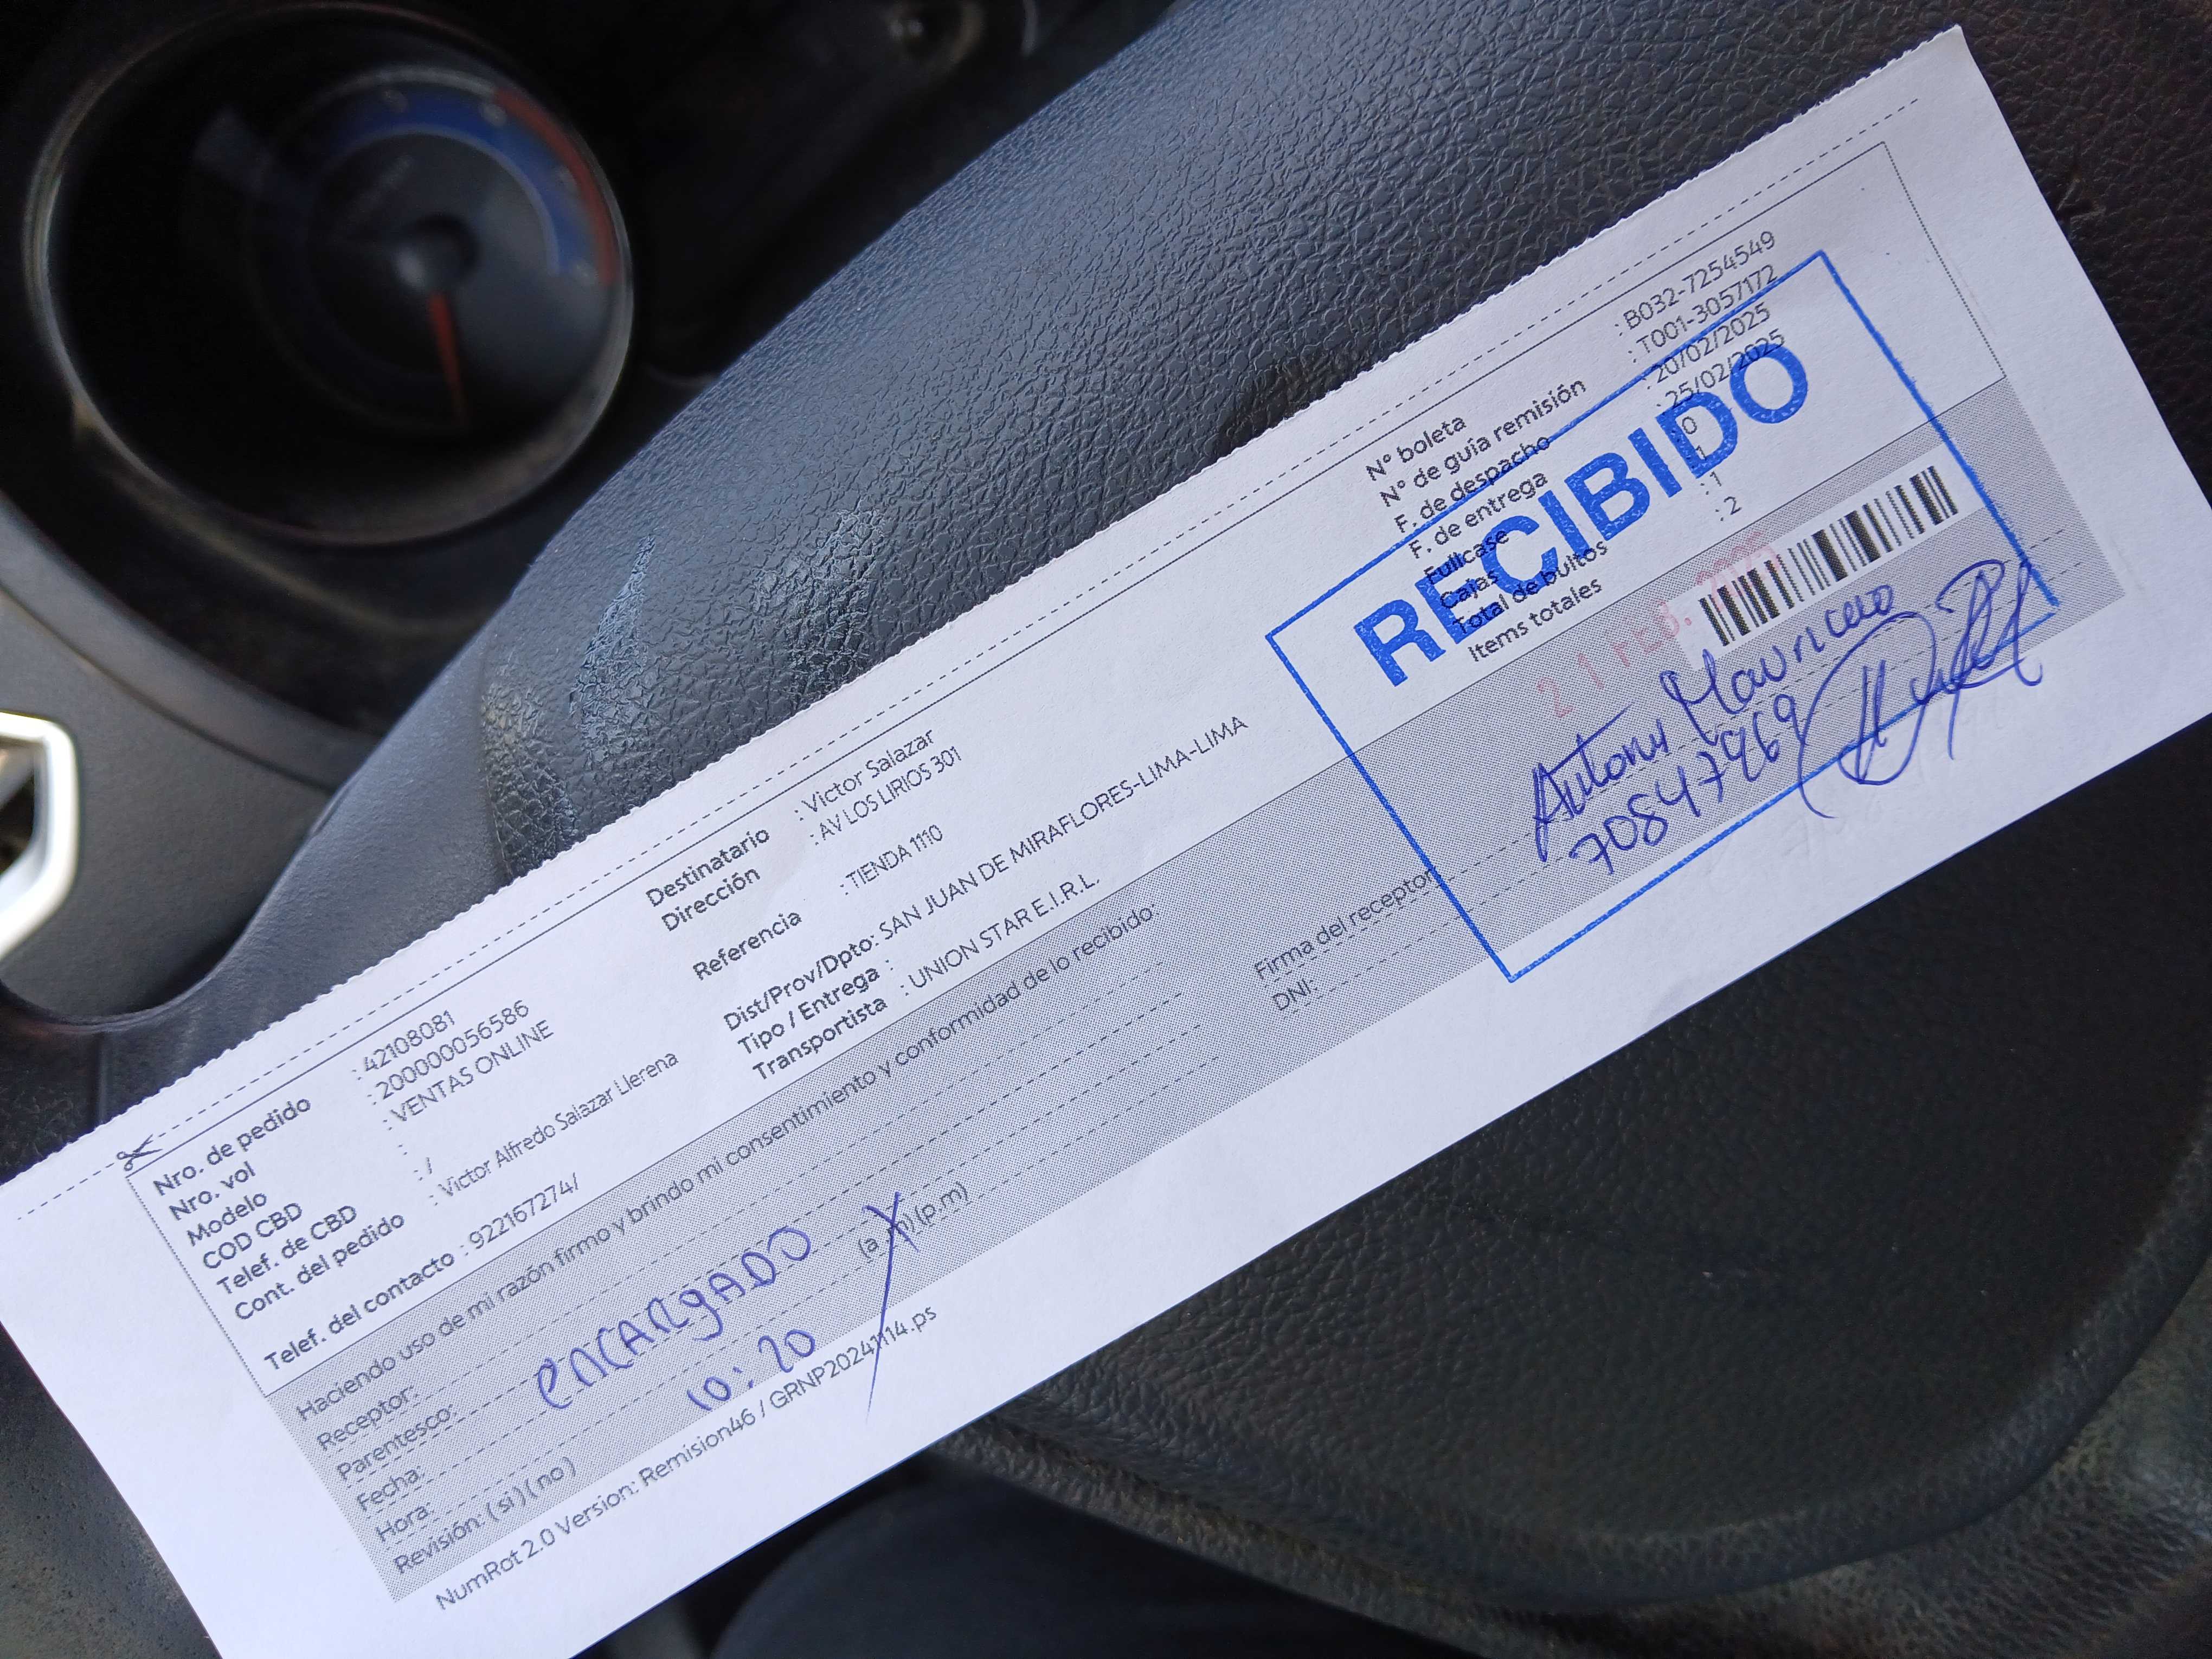 Nro. de pedido : 42108081
Nro. vol : 200000056586
Modelo : VENTAS ONLINE
COD CBD :
Telef. de CBD : /
Cont. del pedido : Victor Alfredo Salazar Llerena
Telef. del contacto : 922167274/
Destinatario : Victor Salazar
Dirección : AV LOS LIRIOS 301
Referencia : TIENDA 1110
Dist/Prov/Dpto: SAN JUAN DE MIRAFLORES-LIMA-LIMA
Tipo / Entrega :
Transportista : UNION STAR E.I.R.L.
N° boleta : B032-7254549
N° de guía remisión : T001-3057172
F. de despacho : 20/02/2025
F. de entrega : 25/02/2025
Fullcase : 0
Cajas : 1
Total de bultos : 1
Items totales : 2
RECIBIDO
21 FEB. 2025
Haciendo uso de mi razón firmo y brindo mi consentimiento y conformidad de lo recibido:
Receptor:
Parentesco: encargado
Fecha:
Hora: 10:20 (a.m) (p.m)
Revisión: ( si ) ( no )
Firma del receptor:
DNI:
Antony Mauricio
70847469
NumRot 2.0 Version: Remision46 / GRNP20241114.ps